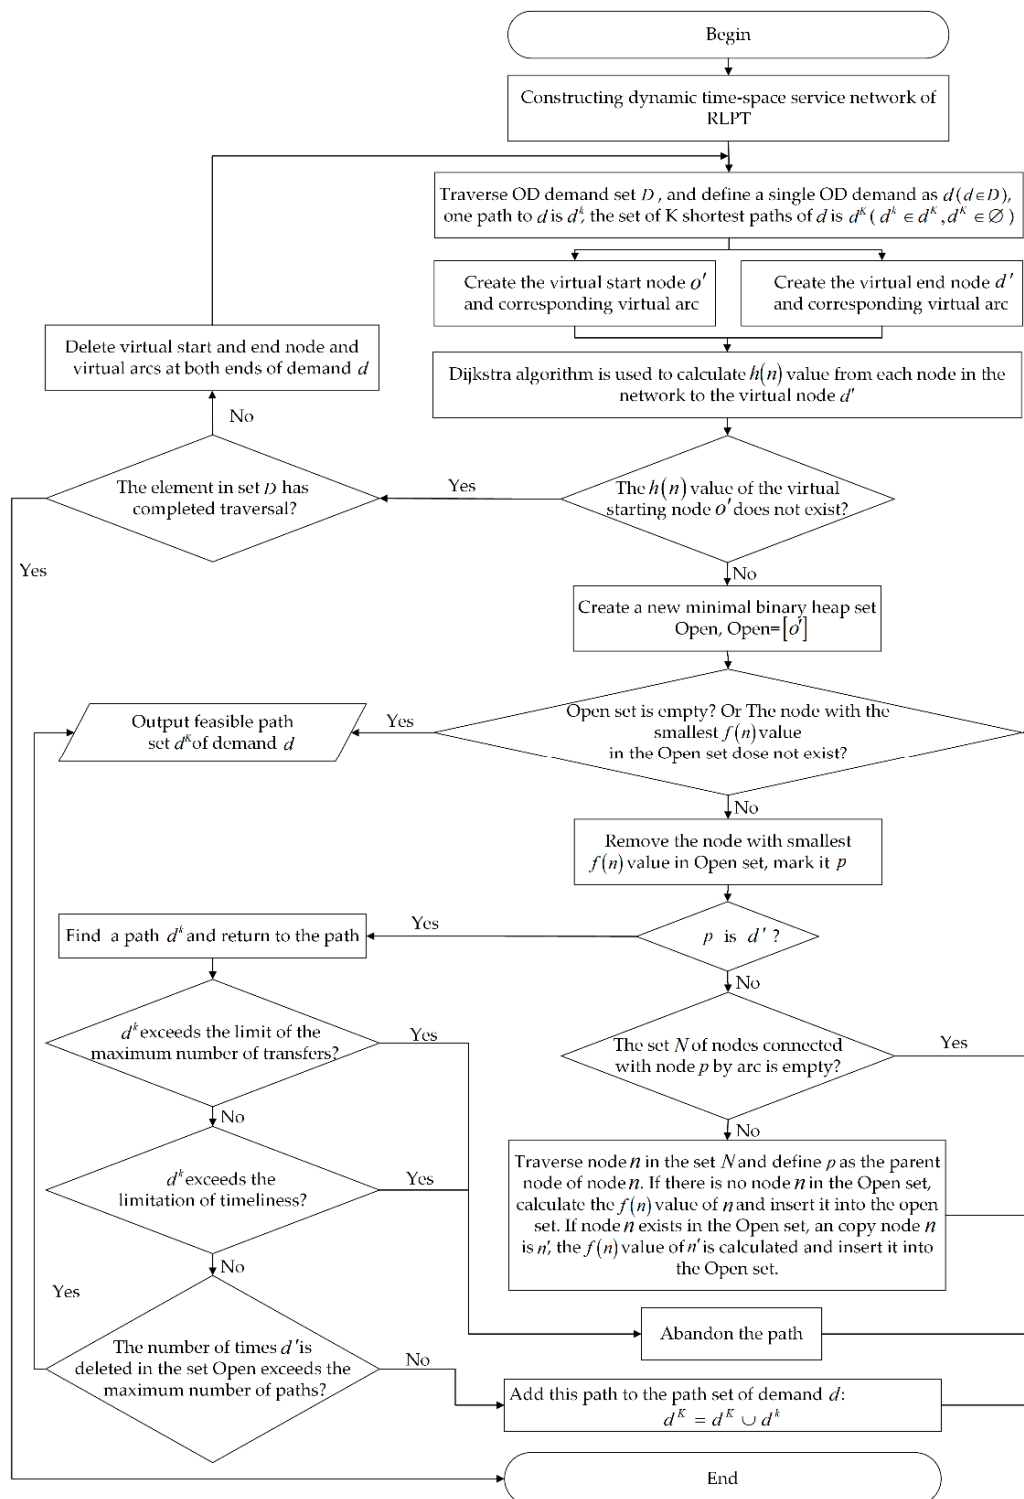 Begin
Constructing dynamic time-space service network of
RLPT
Traverse OD demand set D , and define a single OD demand as d(d∈D),
one path to d is d^k, the set of K shortest paths of d is d^K ( d^k ∈ d^K , d^K ∈ ∅ )
Create the virtual start node o'
and corresponding virtual arc
Create the virtual end node d'
and corresponding virtual arc
Delete virtual start and end node and
virtual arcs at both ends of demand d
Dijkstra algorithm is used to calculate h(n) value from each node in the
network to the virtual node d'
No
The element in set D has
completed traversal?
Yes
The h(n) value of the virtual
starting node o' does not exist?
Yes
No
Create a new minimal binary heap set
Open, Open=[o']
Output feasible path
set d^K of demand d
Yes
Open set is empty? Or The node with the
smallest f(n) value
in the Open set dose not exist?
No
Remove the node with smallest
f(n) value in Open set, mark it p
Find a path d^k and return to the path
Yes
p is d' ?
No
d^k exceeds the limit of the
maximum number of transfers?
Yes
The set N of nodes connected
with node p by arc is empty?
Yes
No
No
d^k exceeds the
limitation of timeliness?
Yes
Traverse node n in the set N and define p as the parent
node of node n. If there is no node n in the Open set,
calculate the f(n) value of n and insert it into the open
set. If node n exists in the Open set, an copy node n
is n', the f(n) value of n' is calculated and insert it into
the Open set.
No
Yes
The number of times d' is
deleted in the set Open exceeds the
maximum number of paths?
No
Abandon the path
Add this path to the path set of demand d:
d^K = d^K ∪ d^k
End